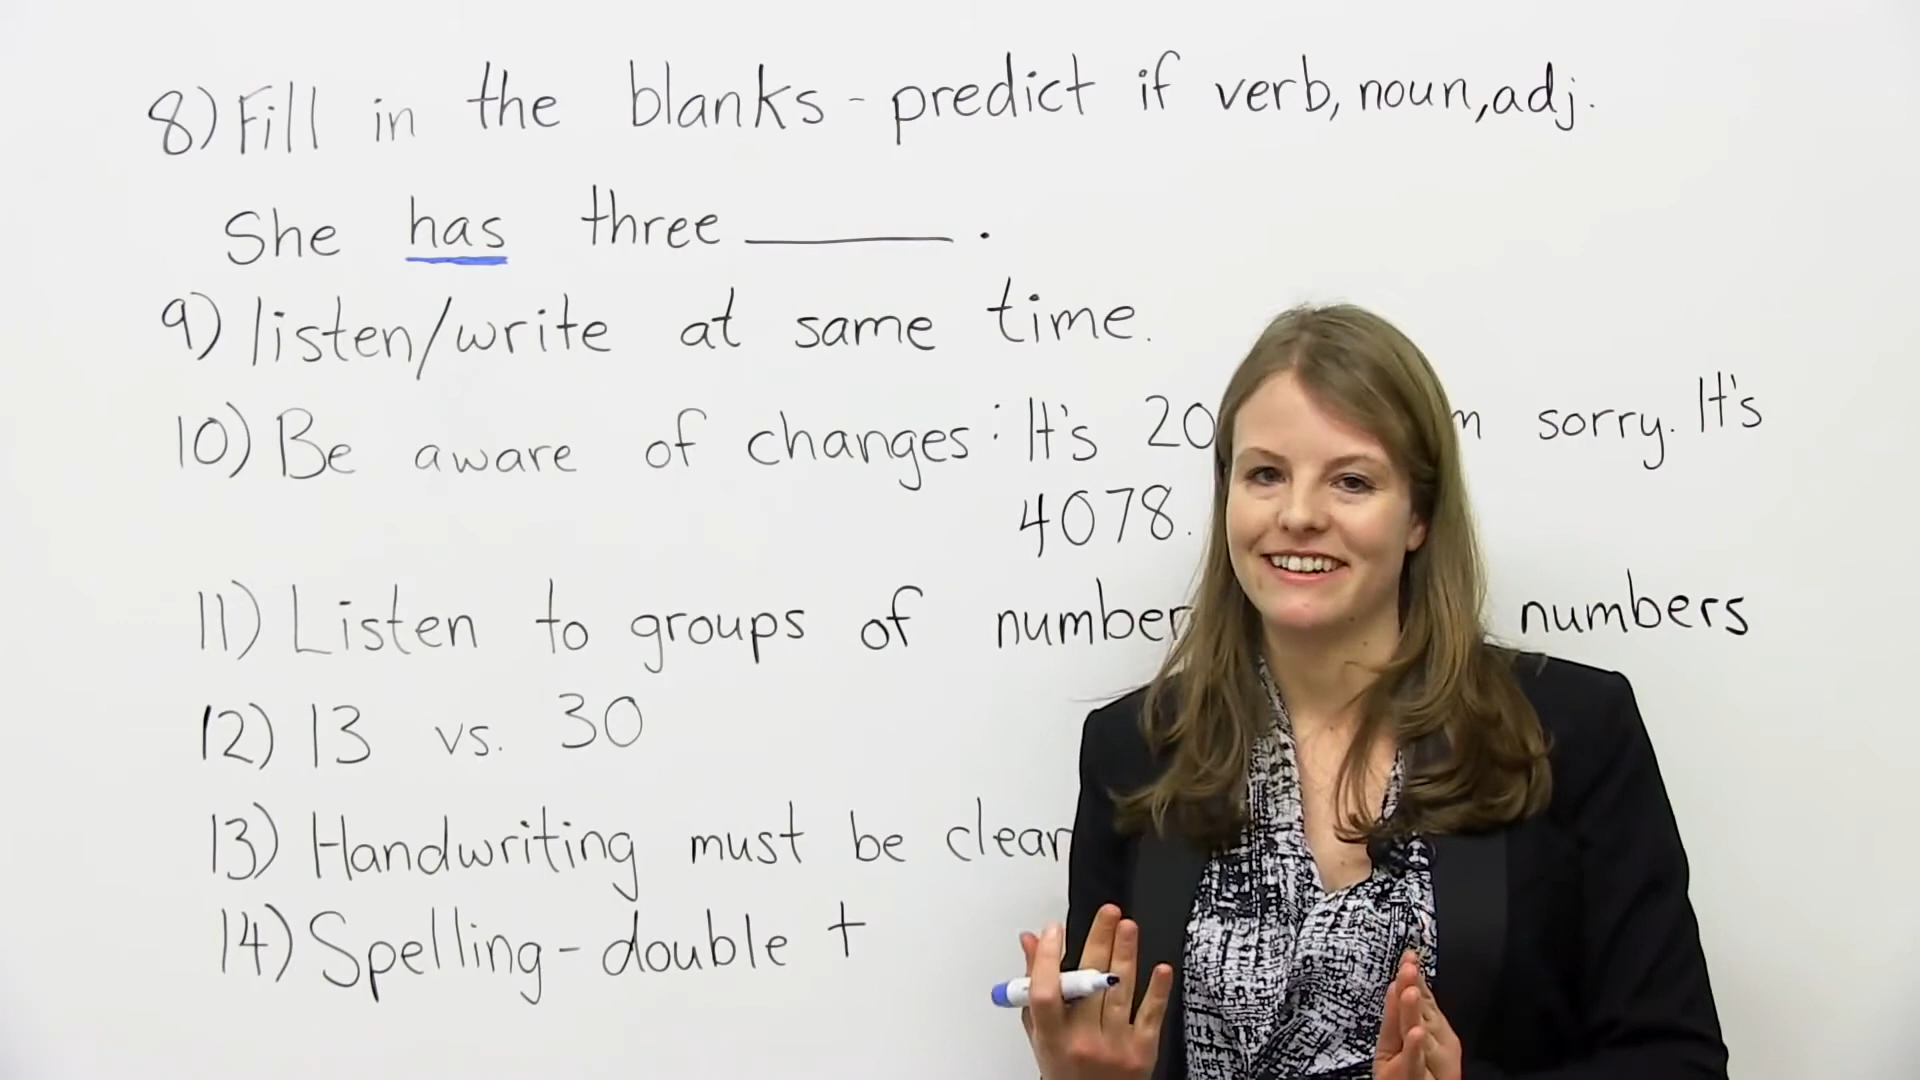 8) Fill in the blanks - predict if verb, noun, adj.
She has three ________ .
9) listen/write at same time.
10) Be aware of changes: It's 20 sorry. It's
4078.
11) Listen to groups of number numbers
12) 13 vs. 30
13) Handwriting must be clear
14) Spelling - double t